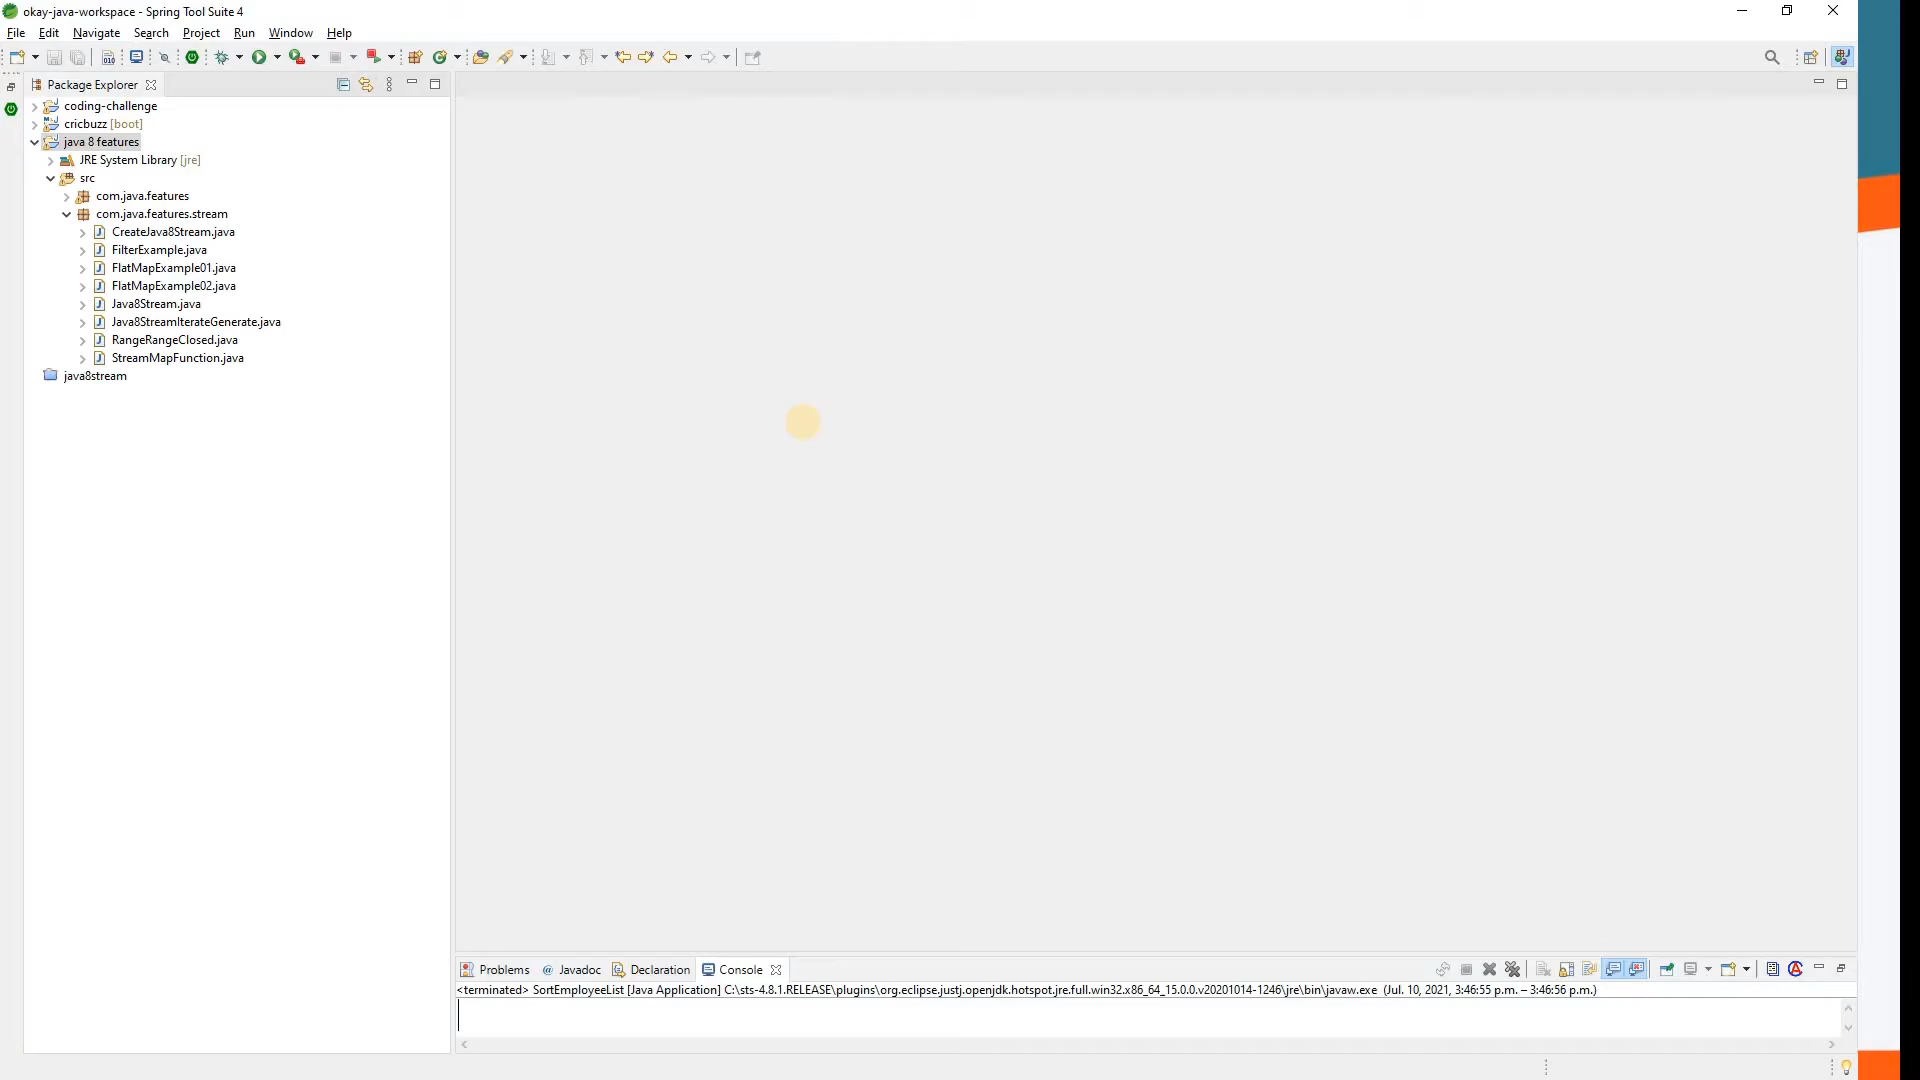 okay-java-workspace - Spring Tool Suite 4
File Edit Navigate Search Project Run Window Help
Package Explorer
coding-challenge
cricbuzz [boot]
java 8 features
JRE System Library [jre]
src
com.java.features
com.java.features.stream
CreateJava8Stream.java
FilterExample.java
FlatMapExample01.java
FlatMapExample02.java
Java8Stream.java
Java8StreamIterateGenerate.java
RangeRangeClosed.java
StreamMapFunction.java
java8stream
Problems @ Javadoc Declaration Console
<terminated> SortEmployeeList [Java Application] C:\sts-4.8.1.RELEASE\plugins\org.eclipse.justj.openjdk.hotspot.jre.full.win32.x86_64_15.0.0.v20201014-1246\jre\bin\javaw.exe (Jul. 10, 2021, 3:46:55 p.m. – 3:46:56 p.m.)